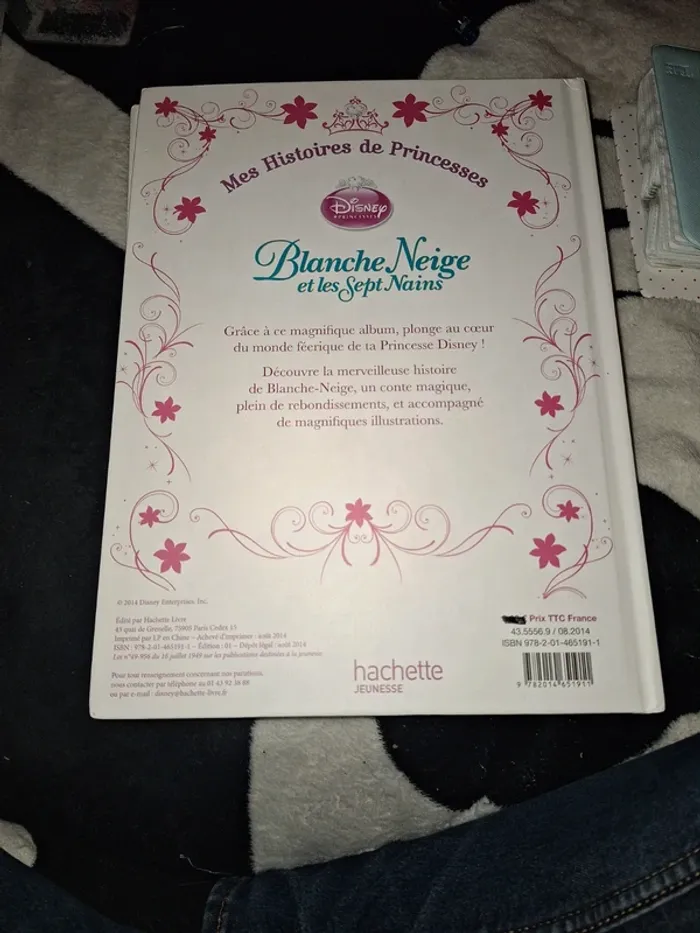 Mes Histoires de Princesses
DISNEY
PRINCESSES
Blanche Neige
et les Sept Nains
Grâce à ce magnifique album, plonge au cœur
du monde féerique de ta Princesse Disney !
Découvre la merveilleuse histoire
de Blanche-Neige, un conte magique,
plein de rebondissements, et accompagné
de magnifiques illustrations.
© 2014 Disney Enterprises, Inc.
Édité par Hachette Livre
43 quai de Grenelle, 75905 Paris Cedex 15
Imprimé par LP en Chine – Achevé d'imprimer : août 2014
ISBN : 978-2-01-465191-1 – Édition : 01 – Dépôt légal : août 2014
Loi n°49-956 du 16 juillet 1949 sur les publications destinées à la jeunesse.
Pour tout renseignement concernant nos parutions,
nous contacter par téléphone au 01 43 92 38 88
ou par e-mail : disney@hachette-livre.fr
hachette
JEUNESSE
€ Prix TTC France
43.5556.9 / 08.2014
ISBN 978-2-01-465191-1
9 782014 651911